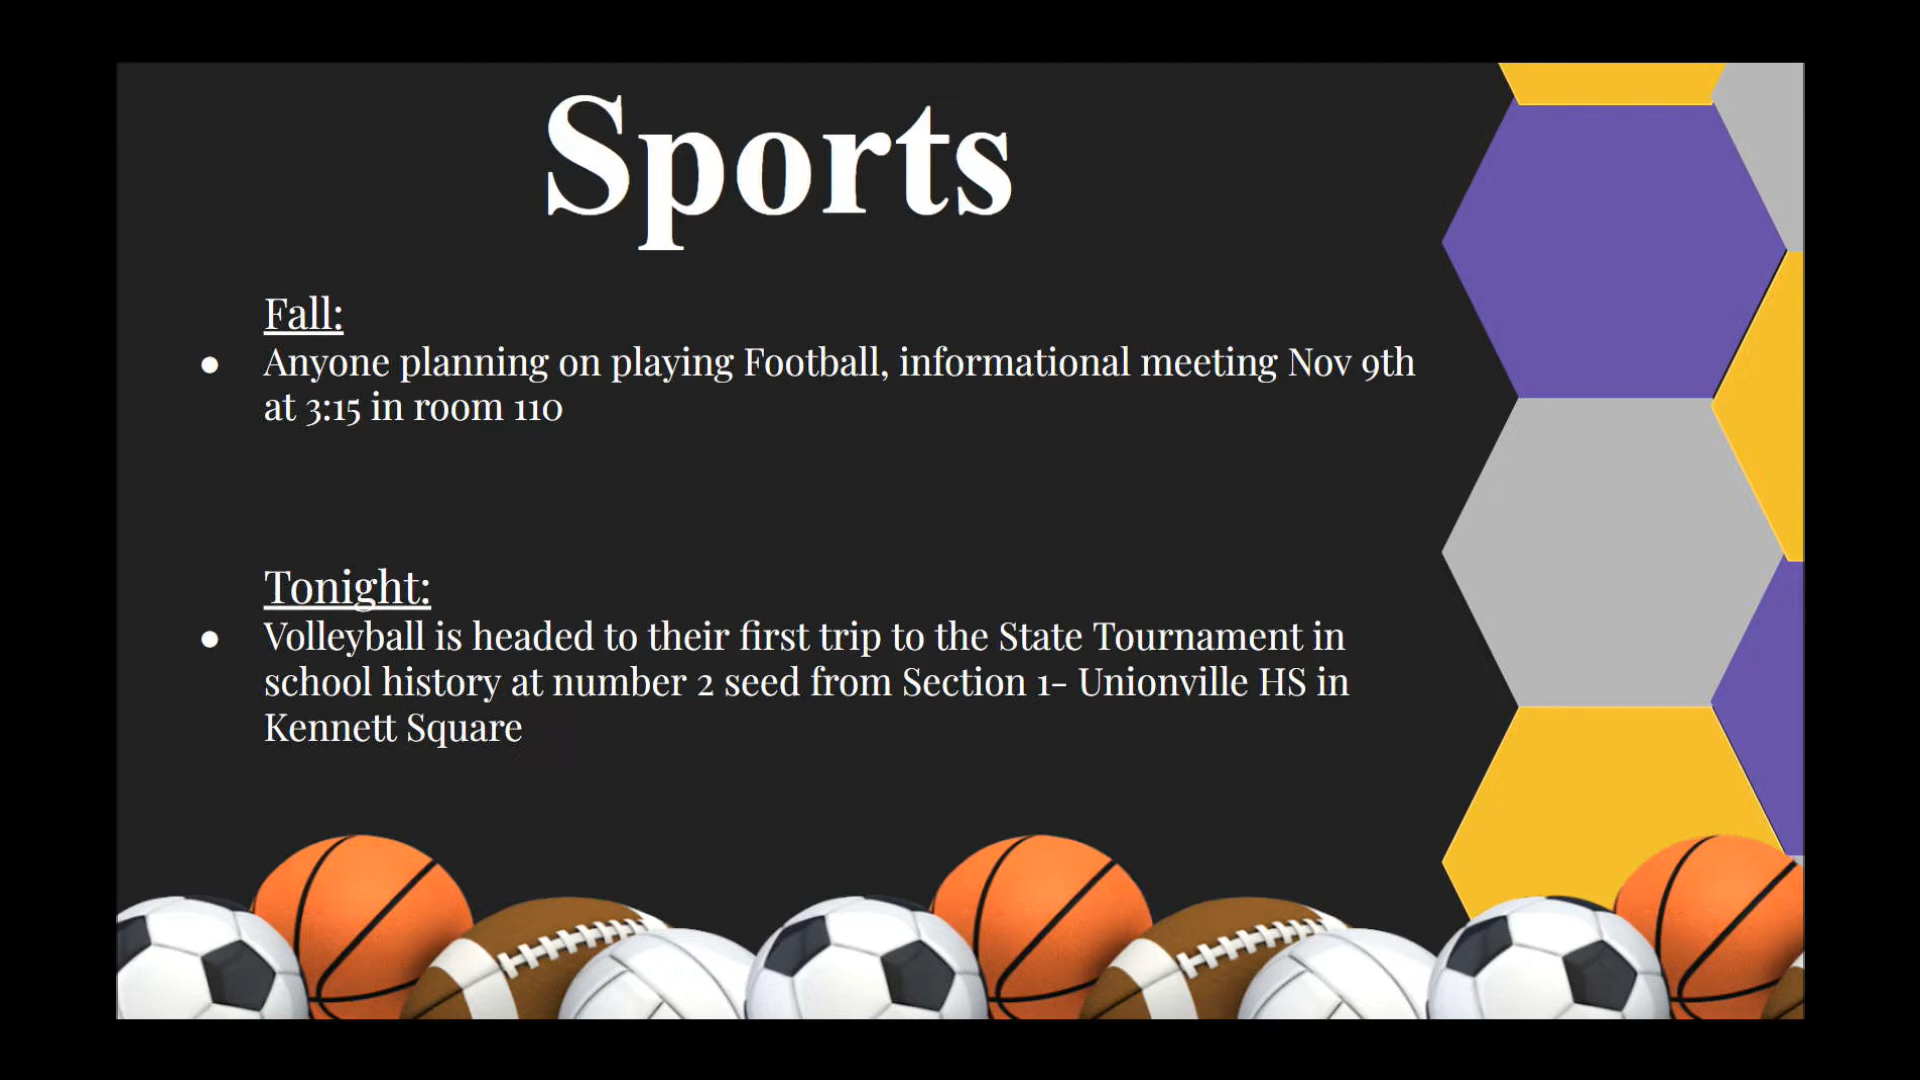 Sports
Fall:
● Anyone planning on playing Football, informational meeting Nov 9th
at 3:15 in room 110
Tonight:
● Volleyball is headed to their first trip to the State Tournament in
school history at number 2 seed from Section 1- Unionville HS in
Kennett Square